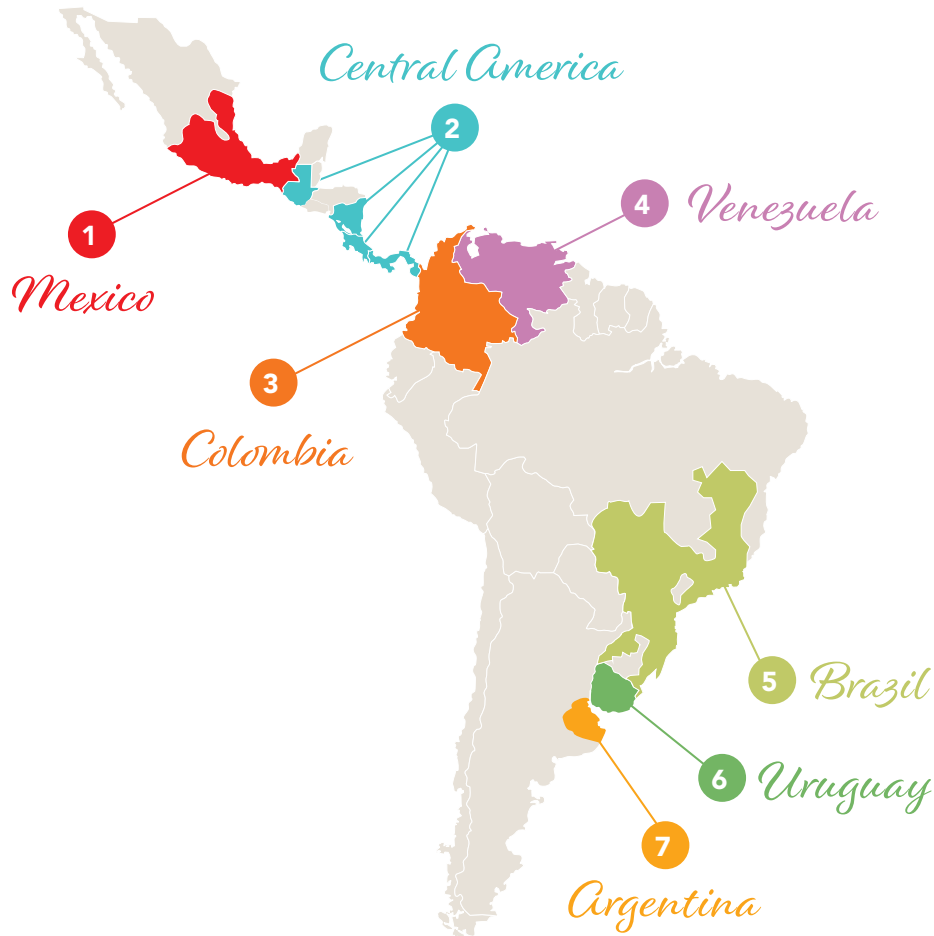 Central America
2
4
Venezuela
1
Mexico
3
Colombia
5
Brazil
6
Uruguay
7
Argentina